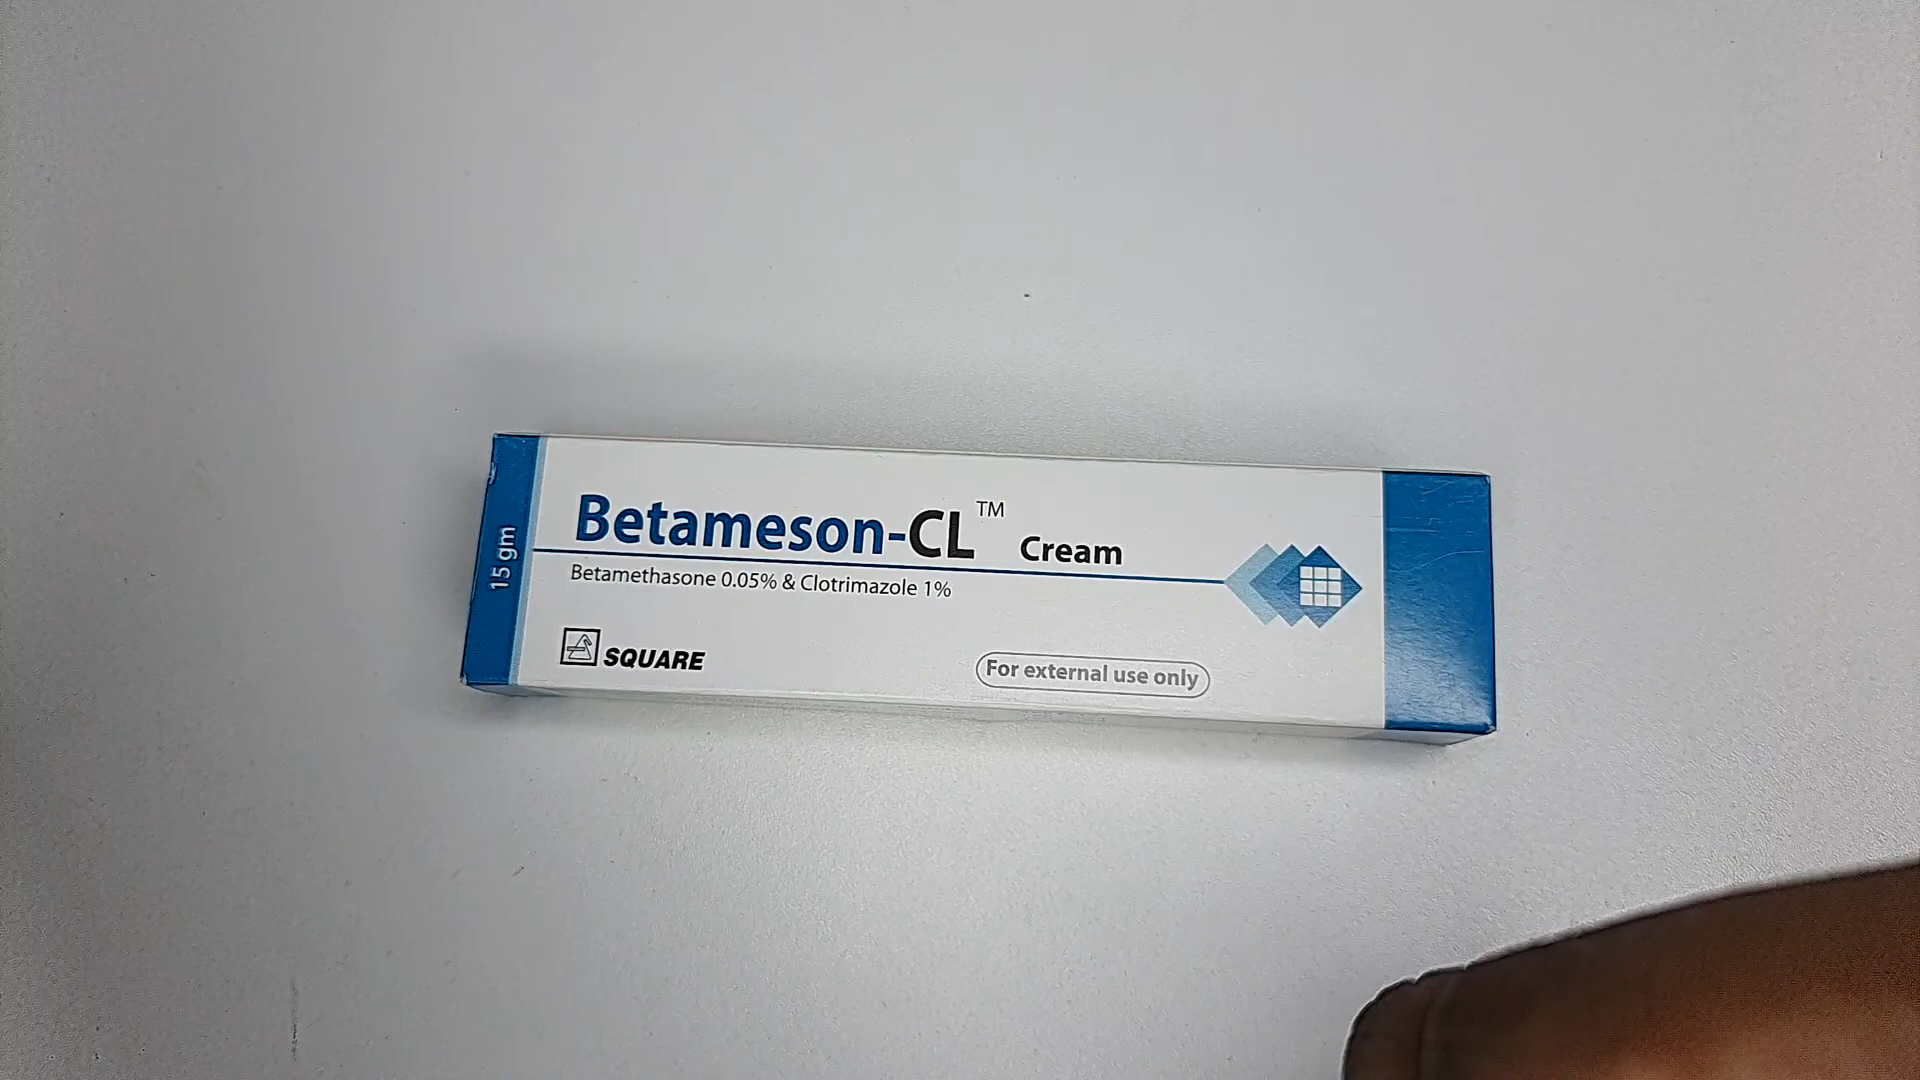 Betameson-CL™ Cream
Betamethasone 0.05% & Clotrimazole 1%
SQUARE
For external use only
15 gm